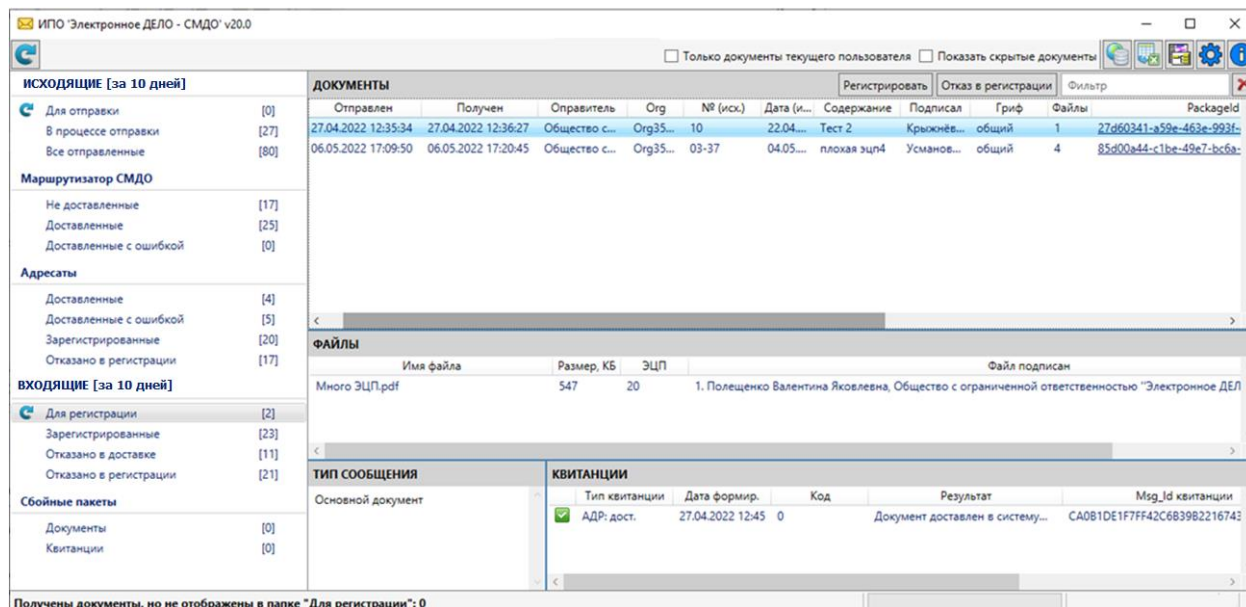 ИПО 'Электронное ДЕЛО - СМДО' v20.0
Только документы текущего пользователя Показать скрытые документы
ИСХОДЯЩИЕ [за 10 дней]
Для отправки [0]
В процессе отправки [27]
Все отправленные [80]
Маршрутизатор СМДО
Не доставленные [17]
Доставленные [25]
Доставленные с ошибкой [0]
Адресаты
Доставленные [4]
Доставленные с ошибкой [5]
Зарегистрированные [20]
Отказано в регистрации [17]
ВХОДЯЩИЕ [за 10 дней]
Для регистрации [2]
Зарегистрированные [23]
Отказано в доставке [11]
Отказано в регистрации [21]
Сбойные пакеты
Документы [0]
Квитанции [0]
ДОКУМЕНТЫ Регистрировать Отказ в регистрации Фильтр
Отправлен Получен Оправитель Org № (исх.) Дата (и... Содержание Подписал Гриф Файлы PackageId
27.04.2022 12:35:34 27.04.2022 12:36:27 Общество с... Org35... 10 22.04.... Тест 2 Крыжнёв... общий 1 27d60341-a59e-463e-993f-
06.05.2022 17:09:50 06.05.2022 17:20:45 Общество с... Org35... 03-37 04.05.... плохая эцп4 Усманов... общий 4 85d00a44-c1be-49e7-bc6a-
ФАЙЛЫ
Имя файла Размер, КБ ЭЦП Файл подписан
Много ЭЦП.pdf 547 20 1. Полещенко Валентина Яковлевна, Общество с ограниченной ответственностью "Электронное ДЕЛ
ТИП СООБЩЕНИЯ
Основной документ
КВИТАНЦИИ
Тип квитанции Дата формир. Код Результат Msg_Id квитанции
АДР: дост. 27.04.2022 12:45 0 Документ доставлен в систему... CA0B1DE1F7FF42C6B39B2216743
Получены документы, но не отображены в папке "Для регистрации": 0